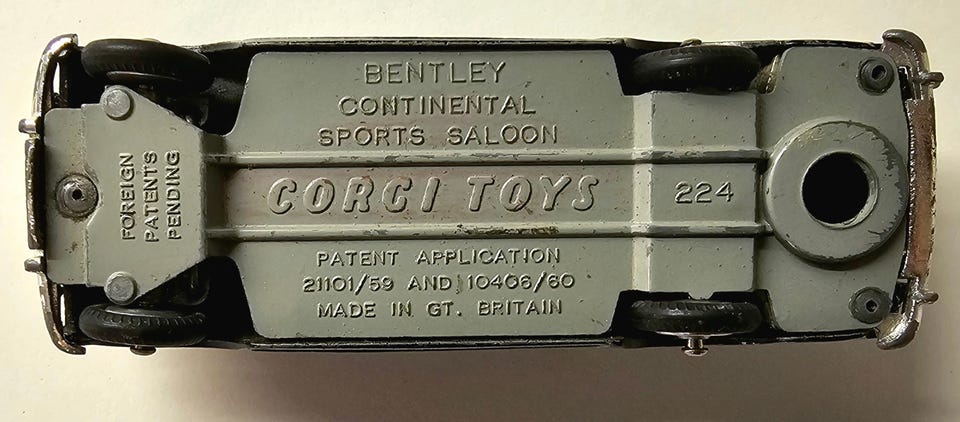 BENTLEY
CONTINENTAL
SPORTS SALOON
FOREIGN
PATENTS
PENDING
CORGI TOYS
224
PATENT APPLICATION
21101/59 AND 10406/60
MADE IN GT. BRITAIN